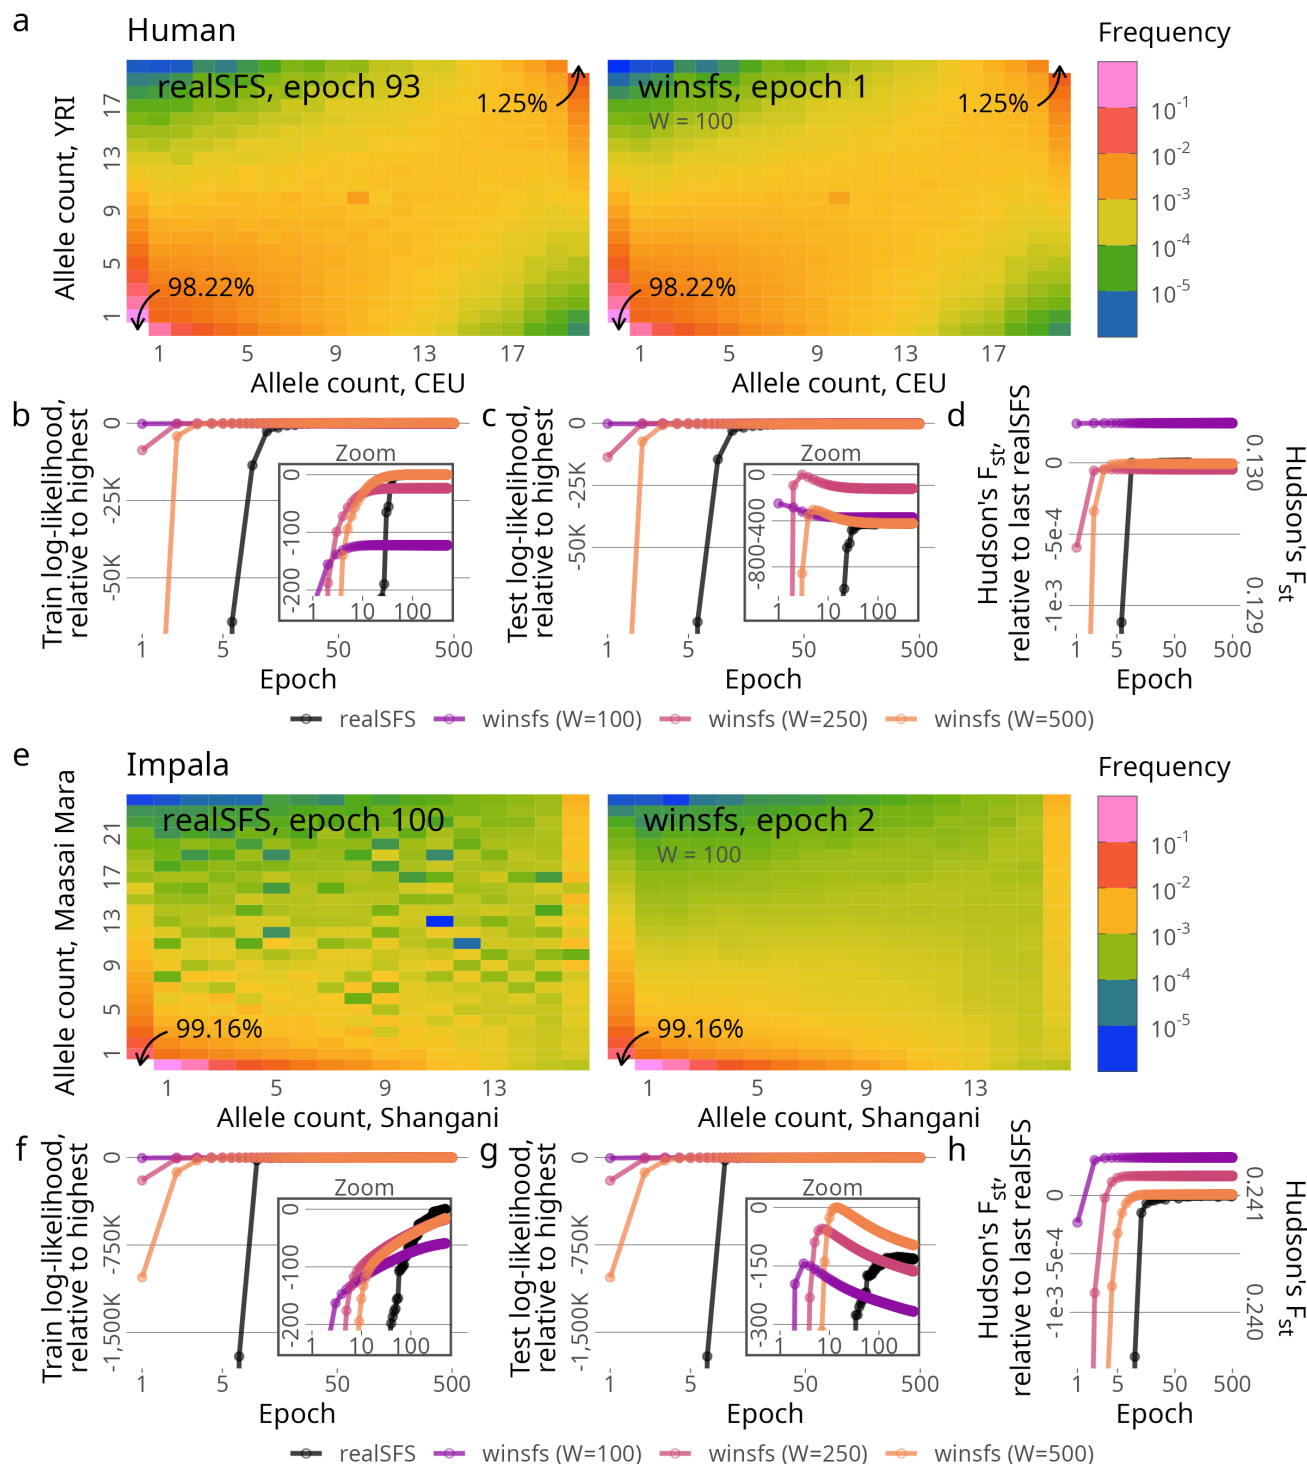 a
Human
Frequency
realSFS, epoch 93
1.25%
98.22%
winsfs, epoch 1
W = 100
1.25%
98.22%
Allele count, YRI
17
13
9
5
1
1 5 9 13 17
Allele count, CEU
1 5 9 13 17
Allele count, CEU
10-1
10-2
10-3
10-4
10-5
b
Train log-likelihood,
relative to highest
0
-25K
-50K
Zoom
0
-100
-200
1 10 100
1 5 50 500
Epoch
c
Test log-likelihood,
relative to highest
0
-25K
-50K
Zoom
0
-400
-800
1 10 100
1 5 50 500
Epoch
d
Hudson's Fst,
relative to last realSFS
0
-5e-4
-1e-3
0.130
0.129
Hudson's Fst
1 5 50 500
Epoch
realSFS winsfs (W=100) winsfs (W=250) winsfs (W=500)
e
Impala
Frequency
realSFS, epoch 100
99.16%
winsfs, epoch 2
W = 100
99.16%
Allele count, Maasai Mara
21
17
13
9
5
1
1 5 9 13
Allele count, Shangani
1 5 9 13
Allele count, Shangani
10-1
10-2
10-3
10-4
10-5
f
Train log-likelihood,
relative to highest
0
-750K
-1,500K
Zoom
0
-100
-200
1 10 100
1 5 50 500
Epoch
g
Test log-likelihood,
relative to highest
0
-750K
-1,500K
Zoom
0
-150
-300
1 10 100
1 5 50 500
Epoch
h
Hudson's Fst,
relative to last realSFS
0
-5e-4
-1e-3
0.241
0.240
Hudson's Fst
1 5 50 500
Epoch
realSFS winsfs (W=100) winsfs (W=250) winsfs (W=500)